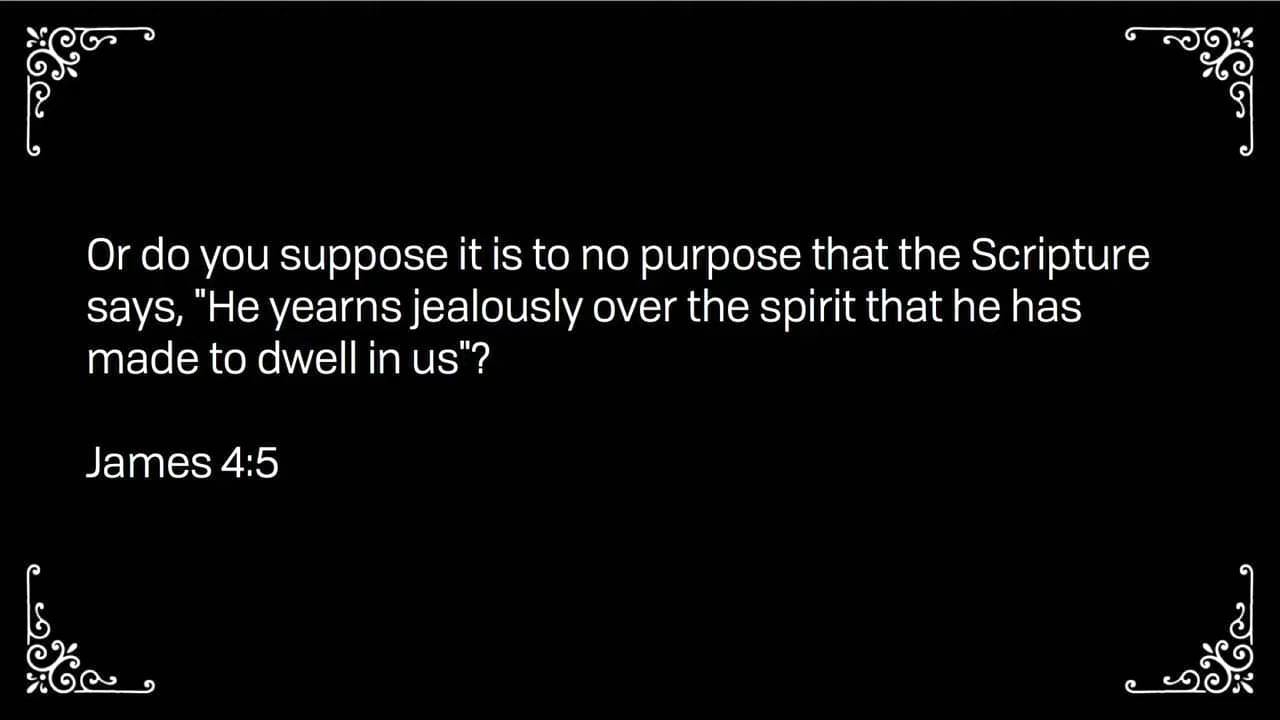 Or do you suppose it is to no purpose that the Scripture
says, "He yearns jealously over the spirit that he has
made to dwell in us"?
James 4:5